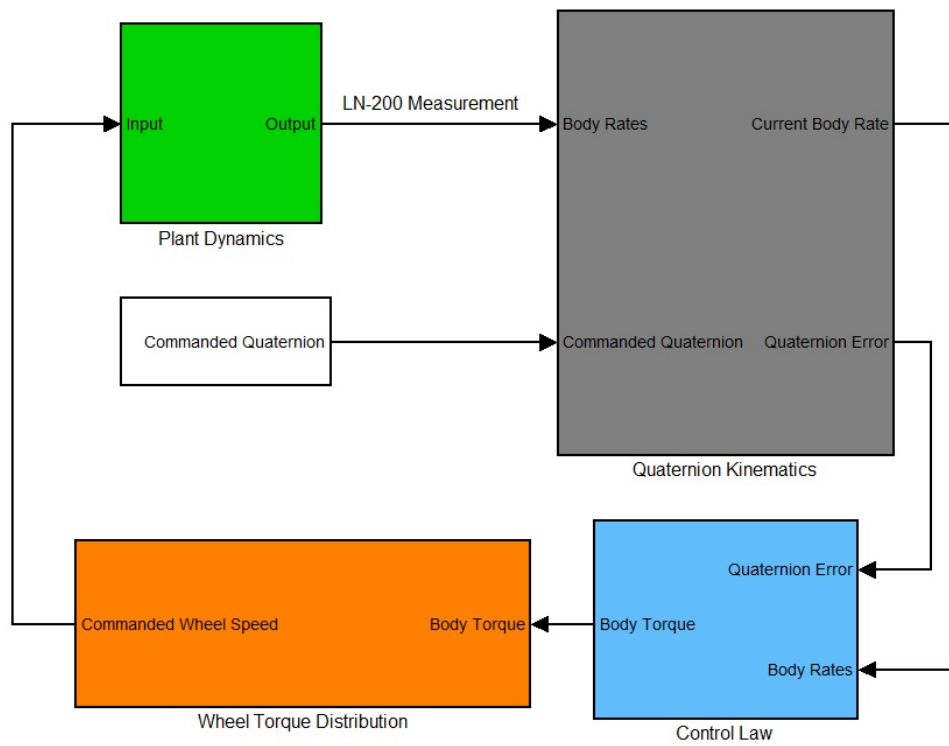 LN-200 Measurement
Input
Output
Body Rates
Current Body Rate
Plant Dynamics
Commanded Quaternion
Commanded Quaternion
Quaternion Error
Quaternion Kinematics
Quaternion Error
Commanded Wheel Speed
Body Torque
Body Torque
Body Rates
Wheel Torque Distribution
Control Law